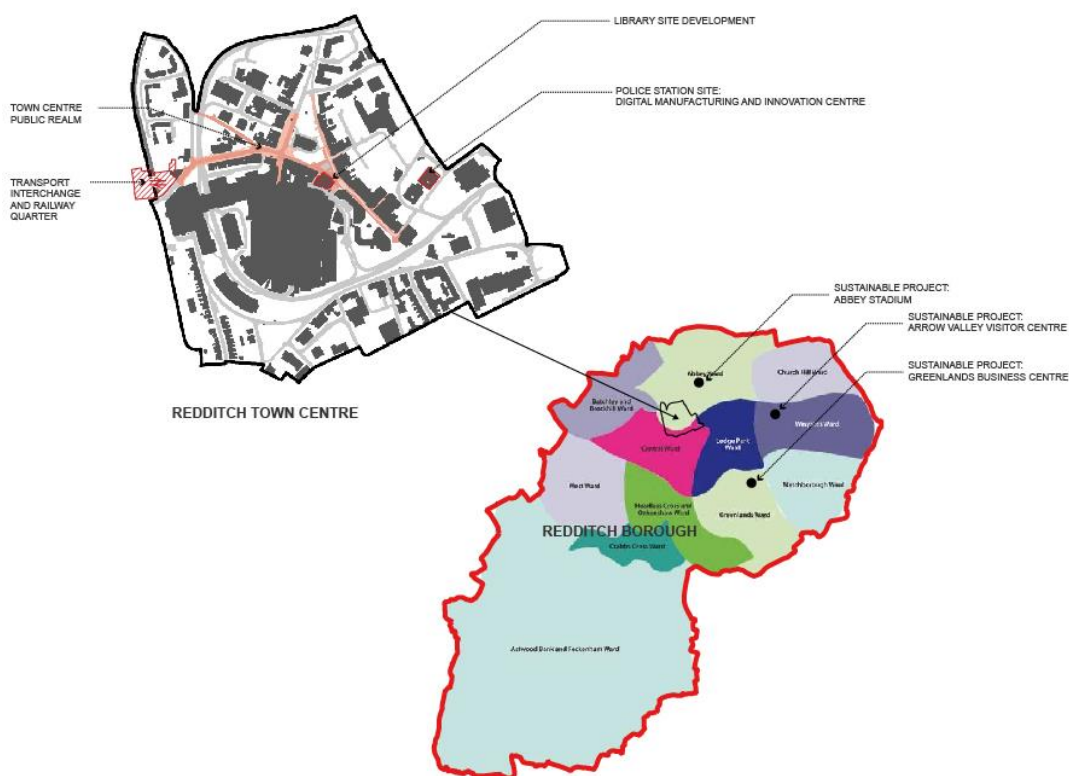 LIBRARY SITE DEVELOPMENT
POLICE STATION SITE:
DIGITAL MANUFACTURING AND INNOVATION CENTRE
TOWN CENTRE
PUBLIC REALM
TRANSPORT
INTERCHANGE
AND RAILWAY
QUARTER
REDDITCH TOWN CENTRE
SUSTAINABLE PROJECT:
ABBEY STADIUM
SUSTAINABLE PROJECT:
ARROW VALLEY VISITOR CENTRE
SUSTAINABLE PROJECT:
GREENLANDS BUSINESS CENTRE
Abbey Ward
Church Hill Ward
Batchley and
Brockhill Ward
Winyates Ward
Lodge Park
Ward
Central Ward
West Ward
Matchborough Ward
Headless Cross and
Oakenshaw Ward
Greenlands Ward
REDDITCH BOROUGH
Crabbs Cross Ward
Astwood Bank and Feckenham Ward